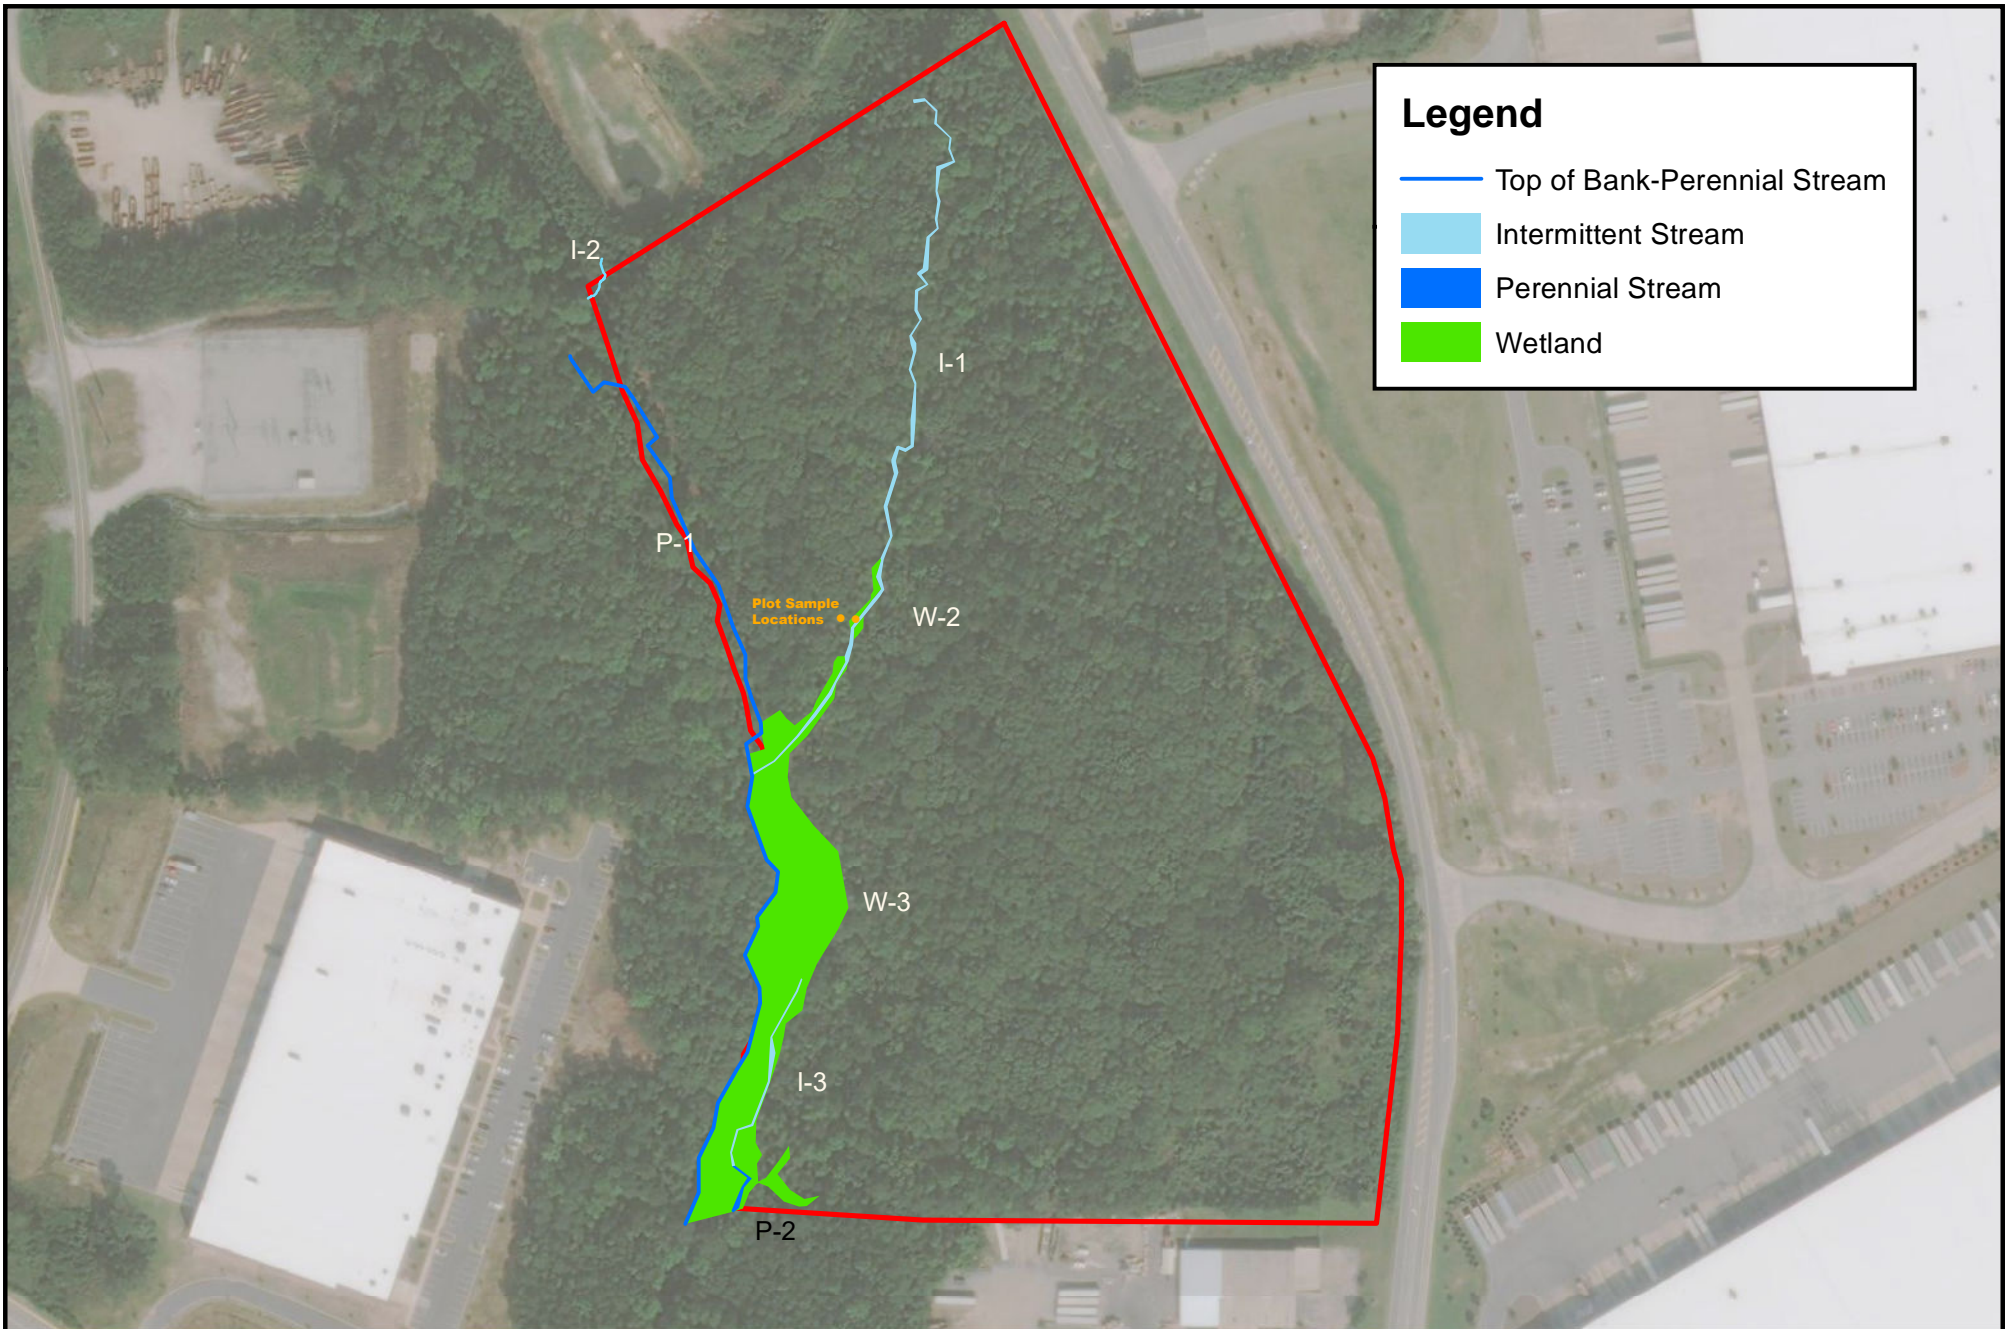 Legend
Top of Bank-Perennial Stream
Intermittent Stream
Perennial Stream
Wetland
I-2
I-1
P-1
Plot Sample
Locations
W-2
W-3
I-3
P-2